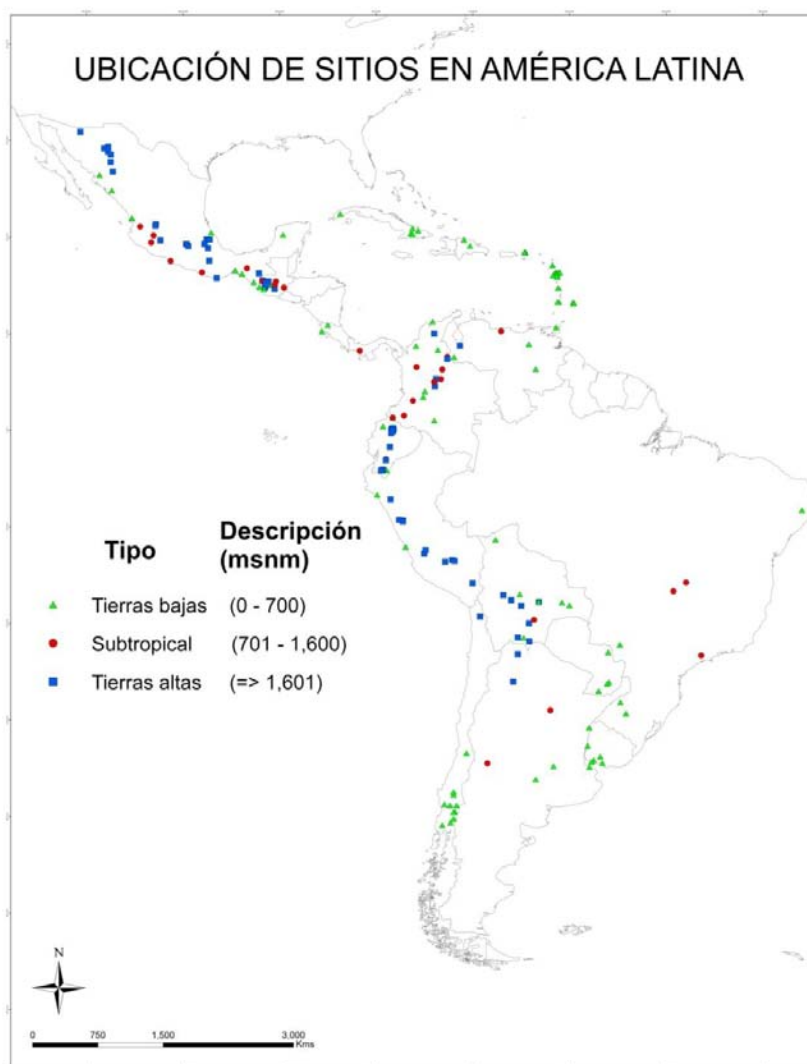 UBICACIÓN DE SITIOS EN AMÉRICA LATINA
Tipo Descripción
(msnm)
Tierras bajas (0 - 700)
Subtropical (701 - 1,600)
Tierras altas (=> 1,601)
N
0 750 1,500 3,000
Kms